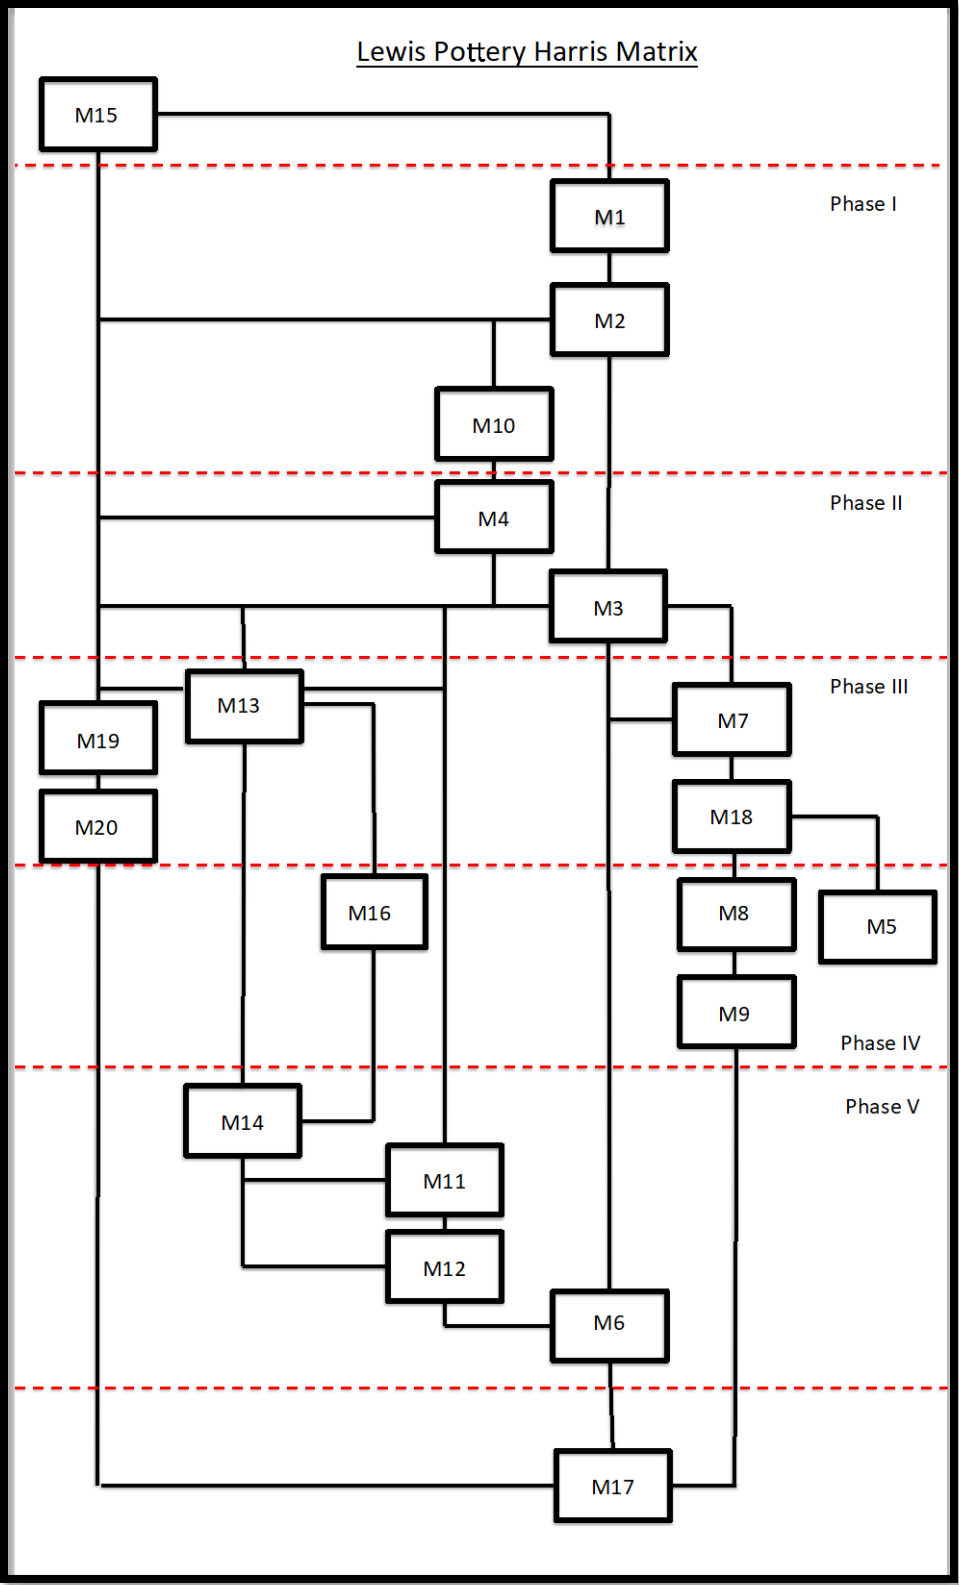 Lewis Pottery Harris Matrix
M15
M1
Phase I
M2
M10
Phase II
M4
M3
Phase III
M13
M7
M19
M18
M20
M16
M8
M5
M9
Phase IV
Phase V
M14
M11
M12
M6
M17